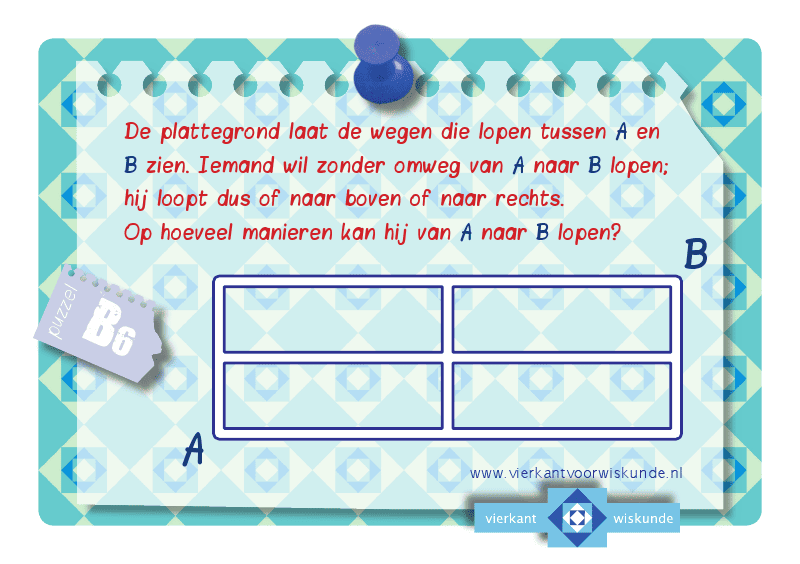 De plattegrond laat de wegen die lopen tussen A en
B zien. Iemand wil zonder omweg van A naar B lopen;
hij loopt dus of naar boven of naar rechts.
Op hoeveel manieren kan hij van A naar B lopen?
B
puzzel
B6
A
www.vierkantvoorwiskunde.nl
vierkant wiskunde